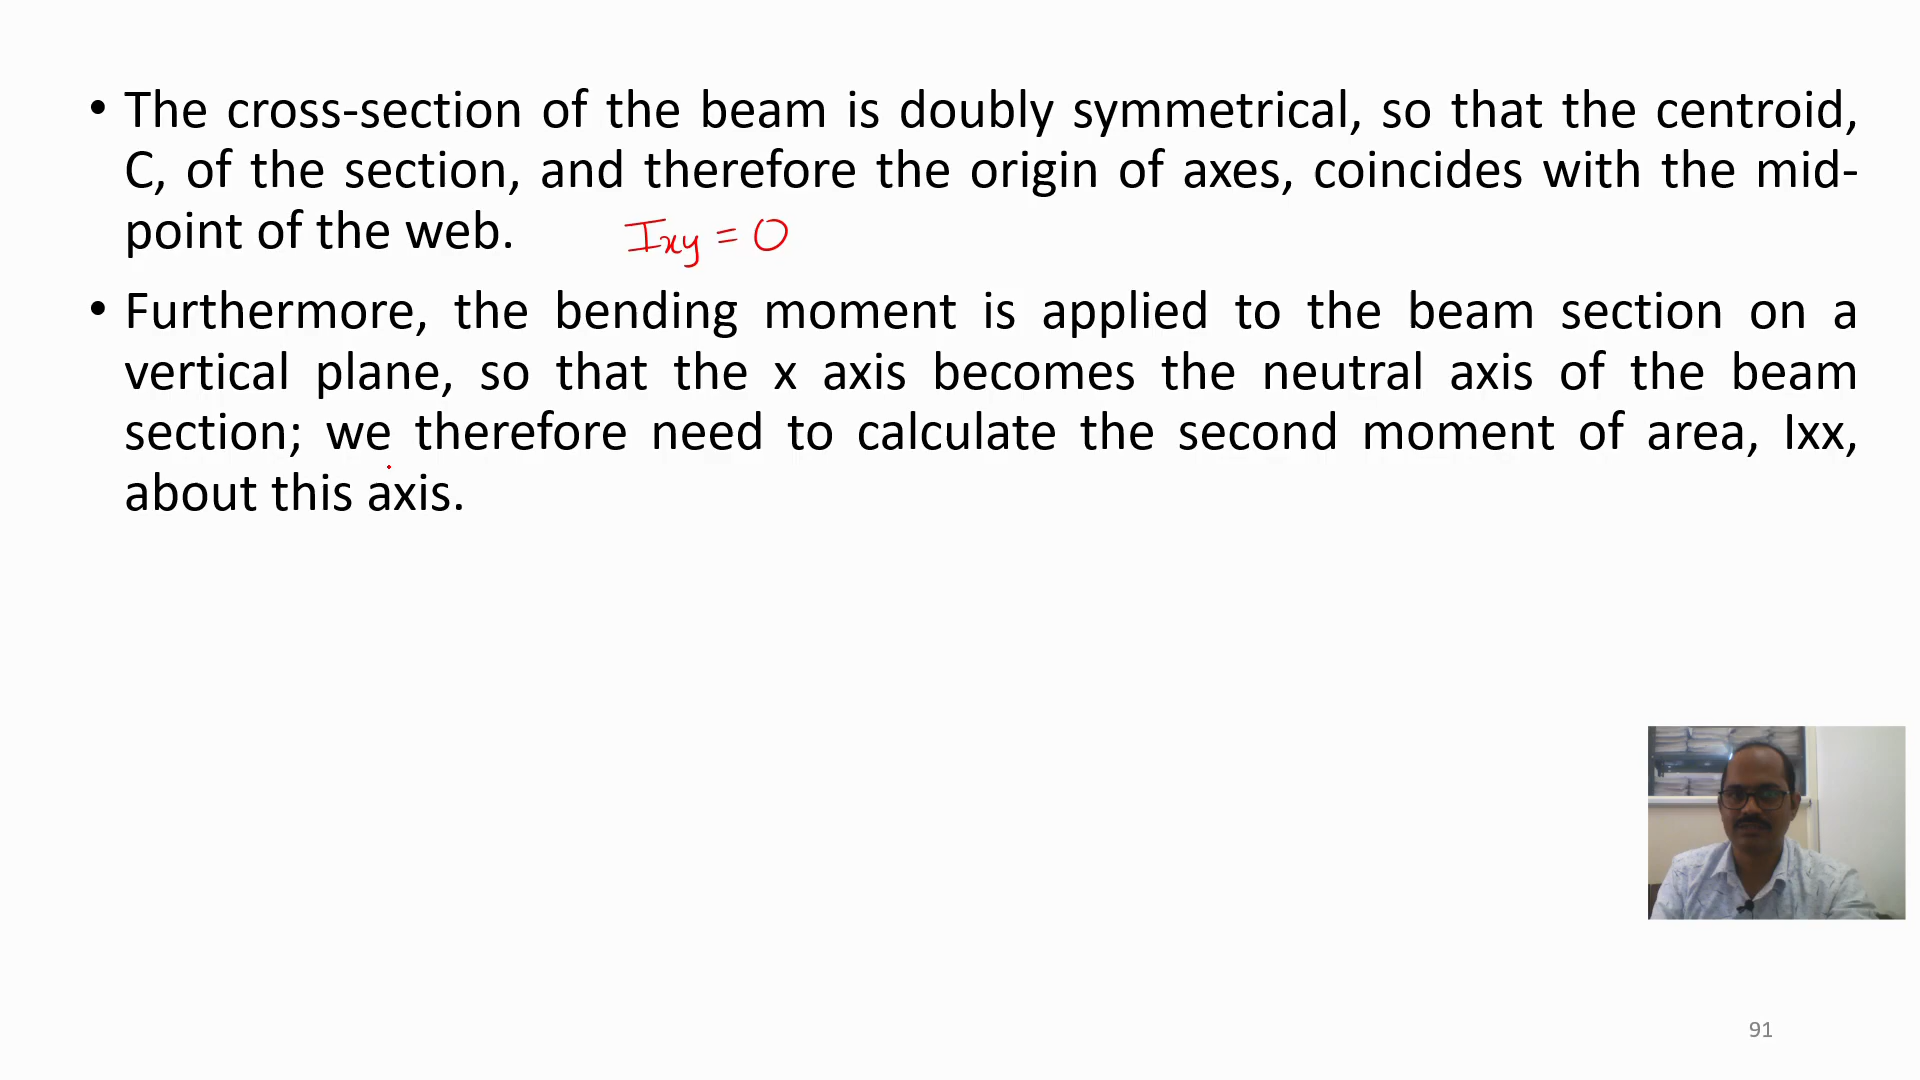 • The cross-section of the beam is doubly symmetrical, so that the centroid,
C, of the section, and therefore the origin of axes, coincides with the mid-
point of the web.
Ixy = 0
• Furthermore, the bending moment is applied to the beam section on a
vertical plane, so that the x axis becomes the neutral axis of the beam
section; we therefore need to calculate the second moment of area, Ixx,
about this axis.
91